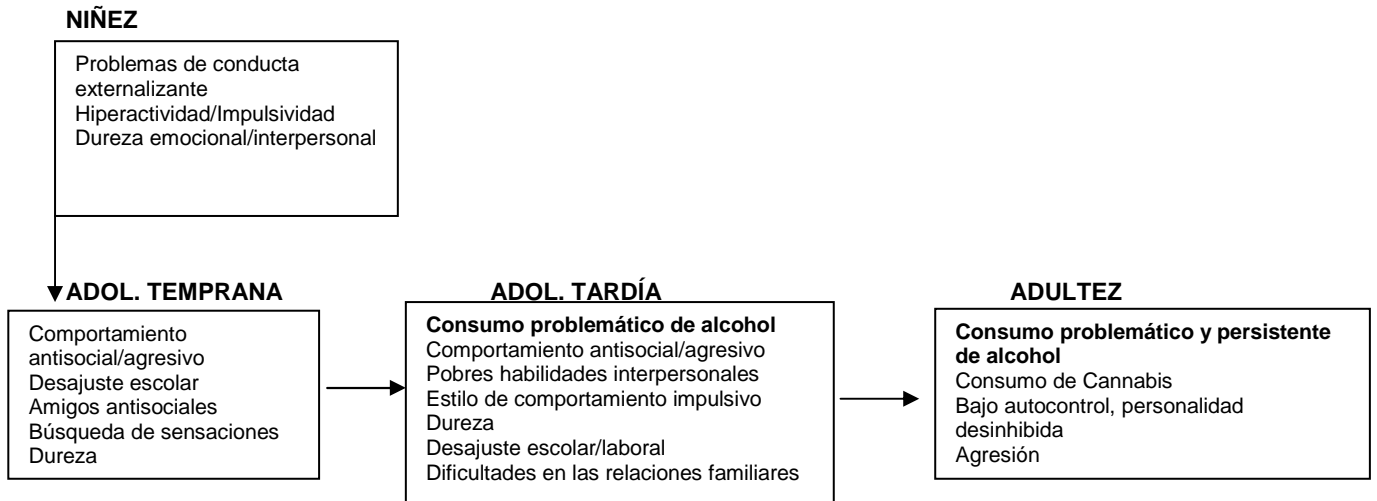 NIÑEZ
Problemas de conducta
externalizante
Hiperactividad/Impulsividad
Dureza emocional/interpersonal
ADOL. TEMPRANA
Comportamiento
antisocial/agresivo
Desajuste escolar
Amigos antisociales
Búsqueda de sensaciones
Dureza
ADOL. TARDÍA
Consumo problemático de alcohol
Comportamiento antisocial/agresivo
Pobres habilidades interpersonales
Estilo de comportamiento impulsivo
Dureza
Desajuste escolar/laboral
Dificultades en las relaciones familiares
ADULTEZ
Consumo problemático y persistente
de alcohol
Consumo de Cannabis
Bajo autocontrol, personalidad
desinhibida
Agresión